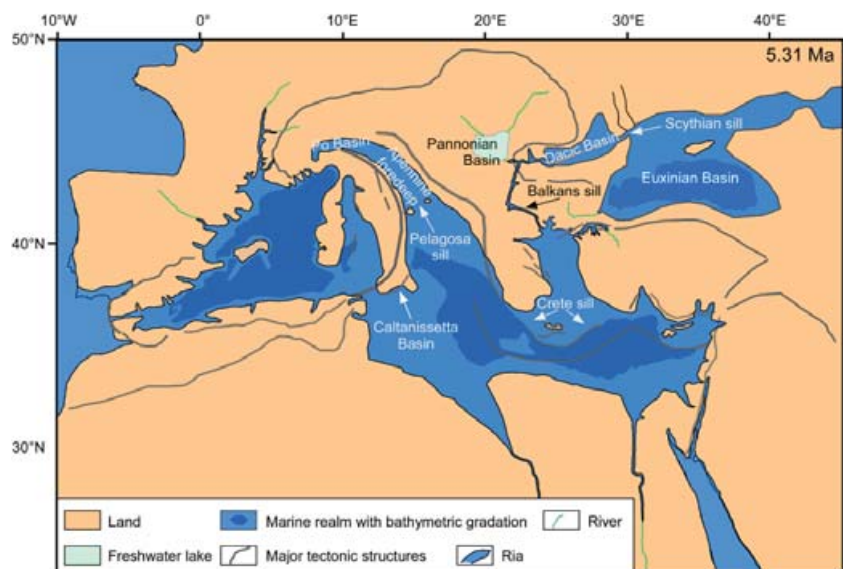 10°W 0° 10°E 20°E 30°E 40°E
50°N
5.31 Ma
Scythian sill
Po Basin
Pannonian
Basin
Dacic Basin
Apennine
foredeep
Euxinian Basin
Balkans sill
40°N
Pelagosa
sill
Crete sill
Caltanissetta
Basin
30°N
Land
Marine realm with bathymetric gradation
River
Freshwater lake
Major tectonic structures
Ria